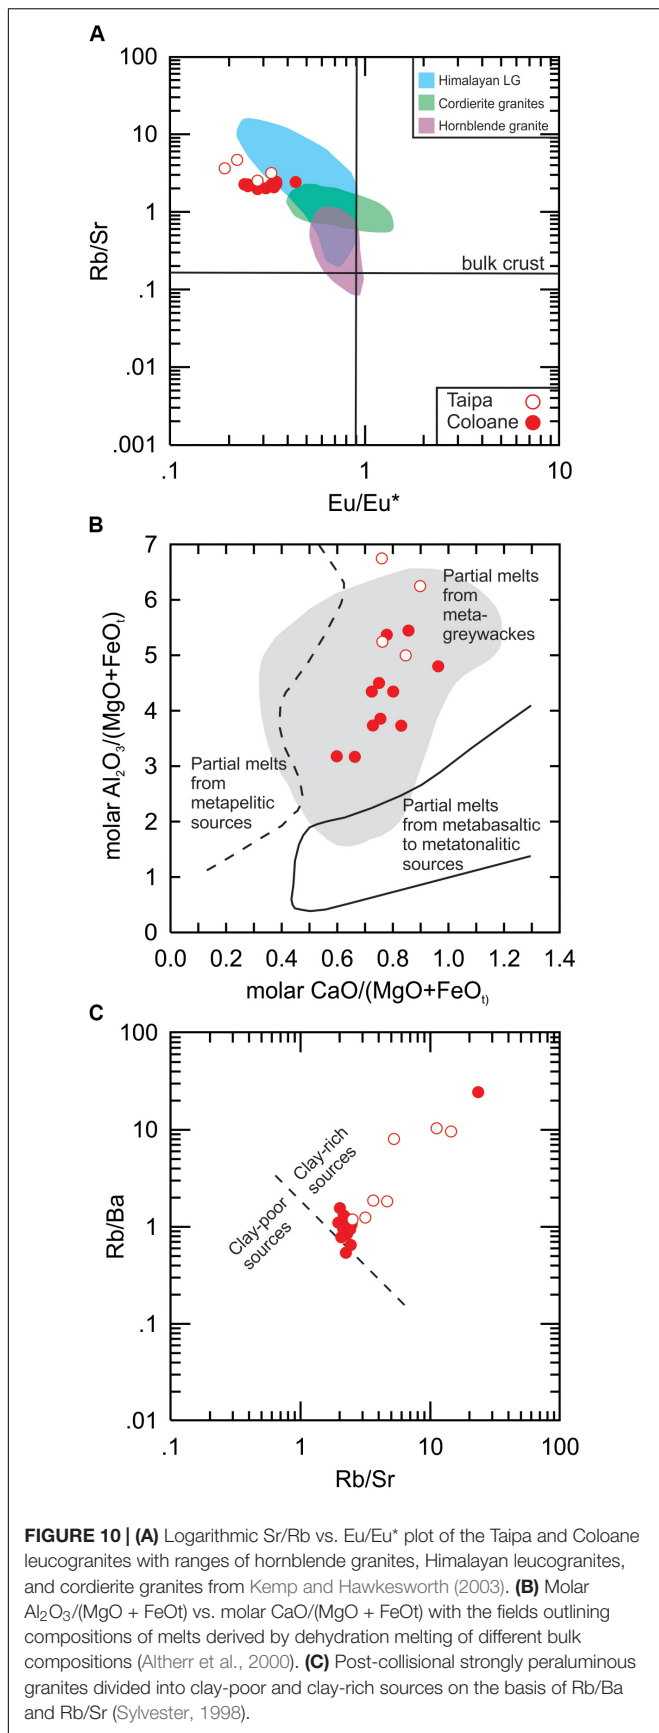 A
100
10
1
.1
.01
.001
Rb/Sr
Himalayan LG
Cordierite granites
Hornblende granite
bulk crust
Taipa
Coloane
.1
1
10
Eu/Eu*
B
7
6
5
4
3
2
1
0
molar Al₂O₃/(MgO+FeOₜ)
Partial melts
from
meta-
greywackes
Partial melts
from
metapelitic
sources
Partial melts
from metabasaltic
to metatonalitic
sources
0.0 0.2 0.4 0.6 0.8 1.0 1.2 1.4
molar CaO/(MgO+FeOₜ)
C
100
10
1
.1
.01
Rb/Ba
Clay-rich
sources
Clay-poor
sources
.1
1
10
100
Rb/Sr
FIGURE 10 | (A) Logarithmic Sr/Rb vs. Eu/Eu* plot of the Taipa and Coloane
leucogranites with ranges of hornblende granites, Himalayan leucogranites,
and cordierite granites from Kemp and Hawkesworth (2003). (B) Molar
Al₂O₃/(MgO + FeOt) vs. molar CaO/(MgO + FeOt) with the fields outlining
compositions of melts derived by dehydration melting of different bulk
compositions (Altherr et al., 2000). (C) Post-collisional strongly peraluminous
granites divided into clay-poor and clay-rich sources on the basis of Rb/Ba
and Rb/Sr (Sylvester, 1998).